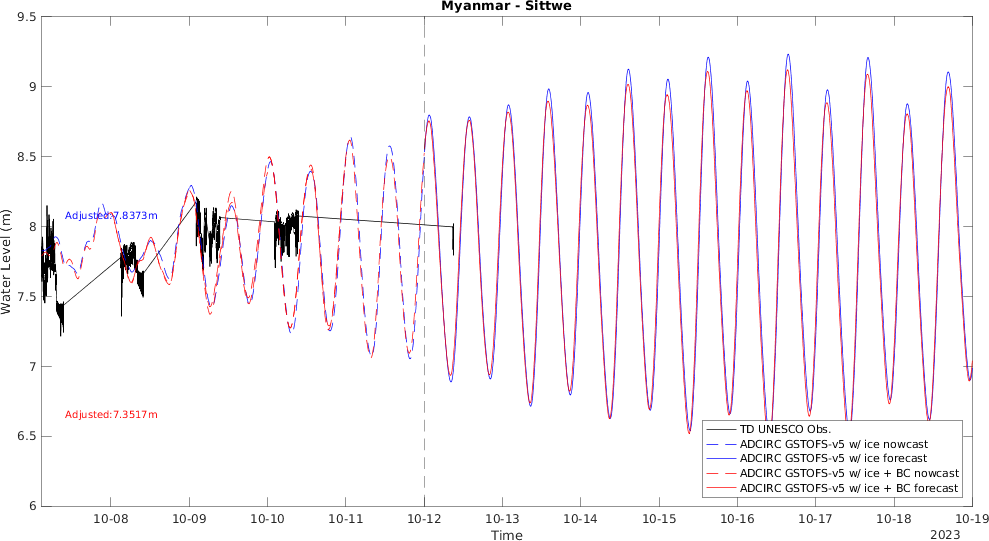 Myanmar - Sittwe
Water Level (m)
9.5
9
8.5
8
7.5
7
6.5
6
Adjusted:7.8373m
Adjusted:7.3517m
TD UNESCO Obs.
ADCIRC GSTOFS-v5 w/ ice nowcast
ADCIRC GSTOFS-v5 w/ ice forecast
ADCIRC GSTOFS-v5 w/ ice + BC nowcast
ADCIRC GSTOFS-v5 w/ ice + BC forecast
10-08 10-09 10-10 10-11 10-12 10-13 10-14 10-15 10-16 10-17 10-18 10-19
Time
2023